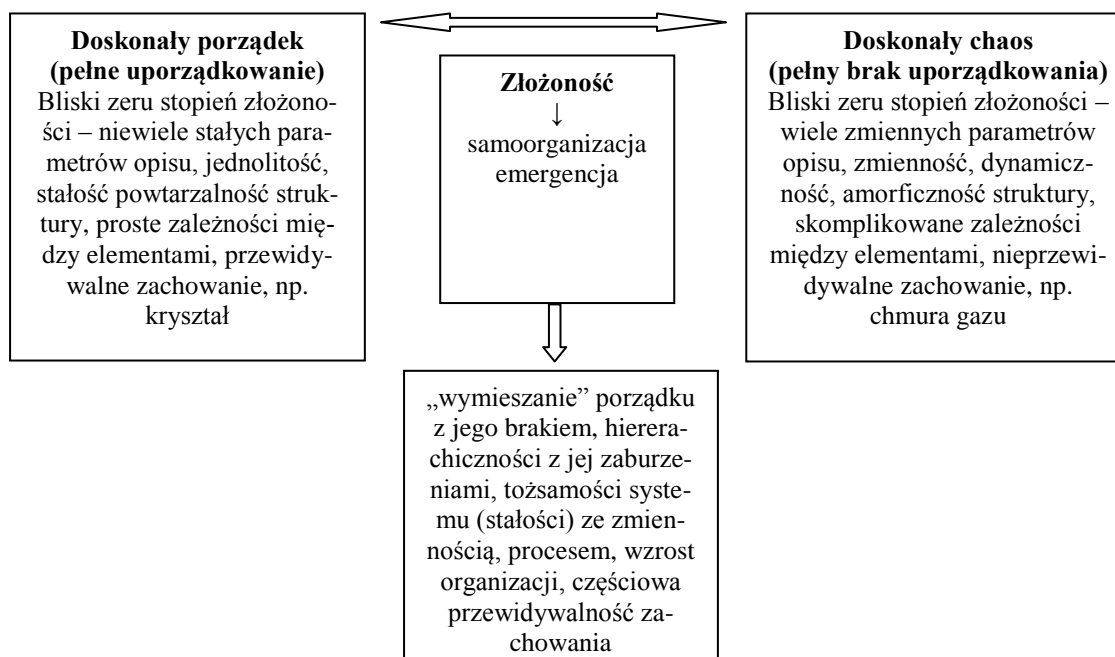 Doskonały porządek
(pełne uporządkowanie)
Bliski zeru stopień złożono-
ści – niewiele stałych para-
metrów opisu, jednolitość,
stałość powtarzalność struk-
tury, proste zależności mię-
dzy elementami, przewidy-
walne zachowanie, np.
kryształ
Złożoność
↓
samoorganizacja
emergencja
Doskonały chaos
(pełny brak uporządkowania)
Bliski zeru stopień złożoności –
wiele zmiennych parametrów
opisu, zmienność, dynamicz-
ność, amorficzność struktury,
skomplikowane zależności
między elementami, nieprzewi-
dywalne zachowanie, np.
chmura gazu
„wymieszanie” porządku
z jego brakiem, hierera-
chiczności z jej zaburze-
niami, tożsamości syste-
mu (stałości) ze zmien-
nością, procesem, wzrost
organizacji, częściowa
przewidywalność za-
chowania